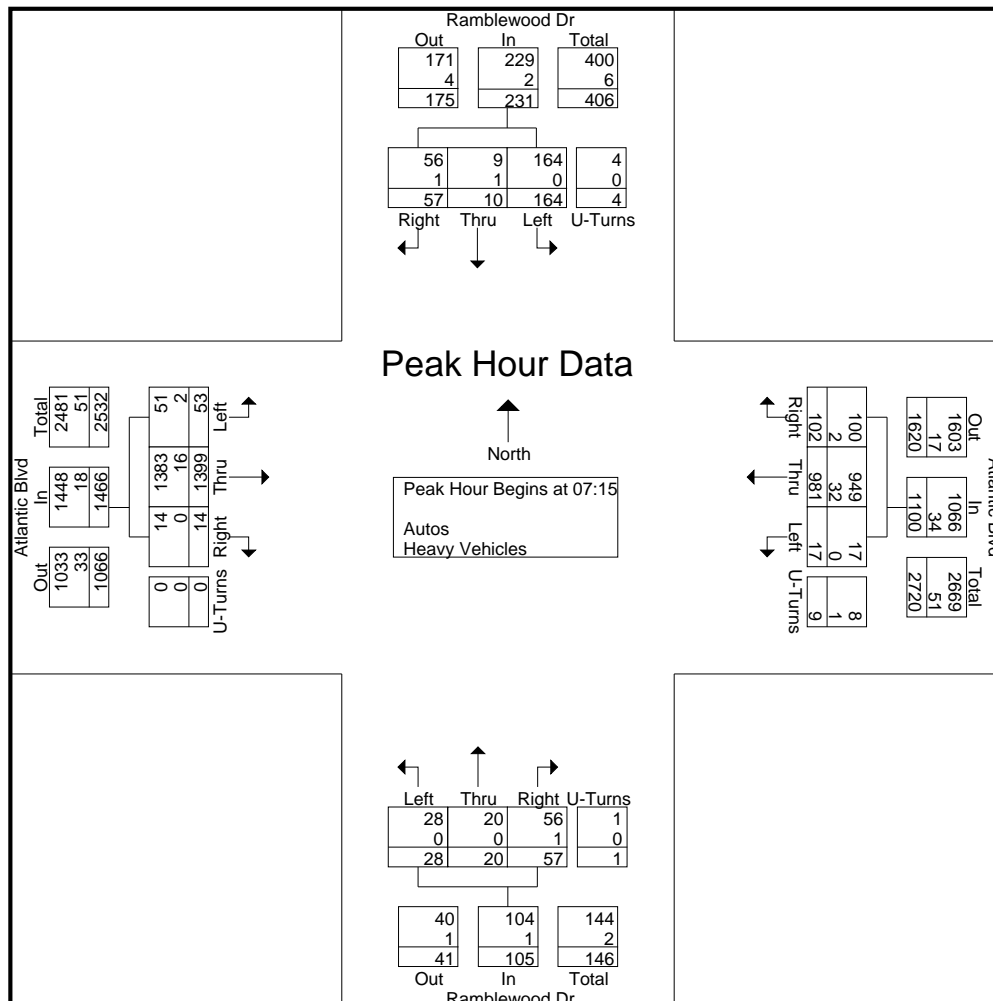 Ramblewood Dr
Out In Total
171 229 400
4 2 6
175 231 406
56 9 164 4
1 1 0 0
57 10 164 4
Right Thru Left U-Turns
Peak Hour Data
North
Peak Hour Begins at 07:15
Autos
Heavy Vehicles
Atlantic Blvd
Out In Total
1033 1448 2481
33 18 51
1066 1466 2532
51 1383 14 0
2 16 0 0
53 1399 14 0
Left Thru Right U-Turns
Atlantic Blvd
Out In Total
1603 1066 2669
17 34 51
1620 1100 2720
100 949 17 8
2 32 0 1
102 981 17 9
Right Thru Left U-Turns
Left Thru Right U-Turns
28 20 56 1
0 0 1 0
28 20 57 1
40 104 144
1 1 2
41 105 146
Out In Total
Ramblewood Dr